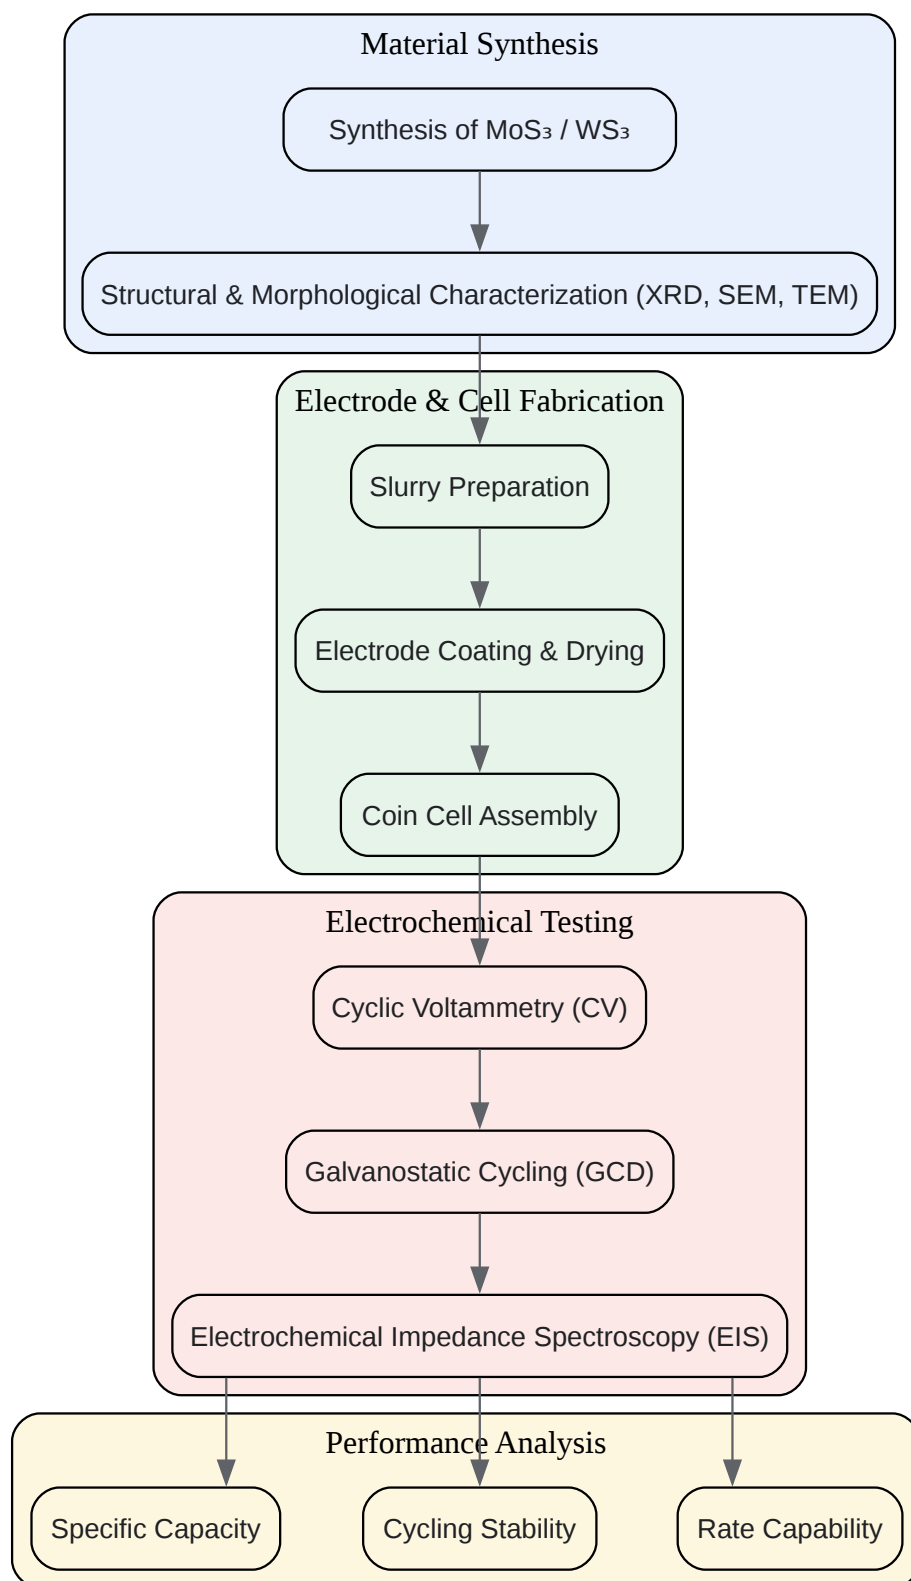 Material Synthesis
Synthesis of MoS₃ / WS₃
Structural & Morphological Characterization (XRD, SEM, TEM)
Electrode & Cell Fabrication
Slurry Preparation
Electrode Coating & Drying
Coin Cell Assembly
Electrochemical Testing
Cyclic Voltammetry (CV)
Galvanostatic Cycling (GCD)
Electrochemical Impedance Spectroscopy (EIS)
Performance Analysis
Specific Capacity
Cycling Stability
Rate Capability